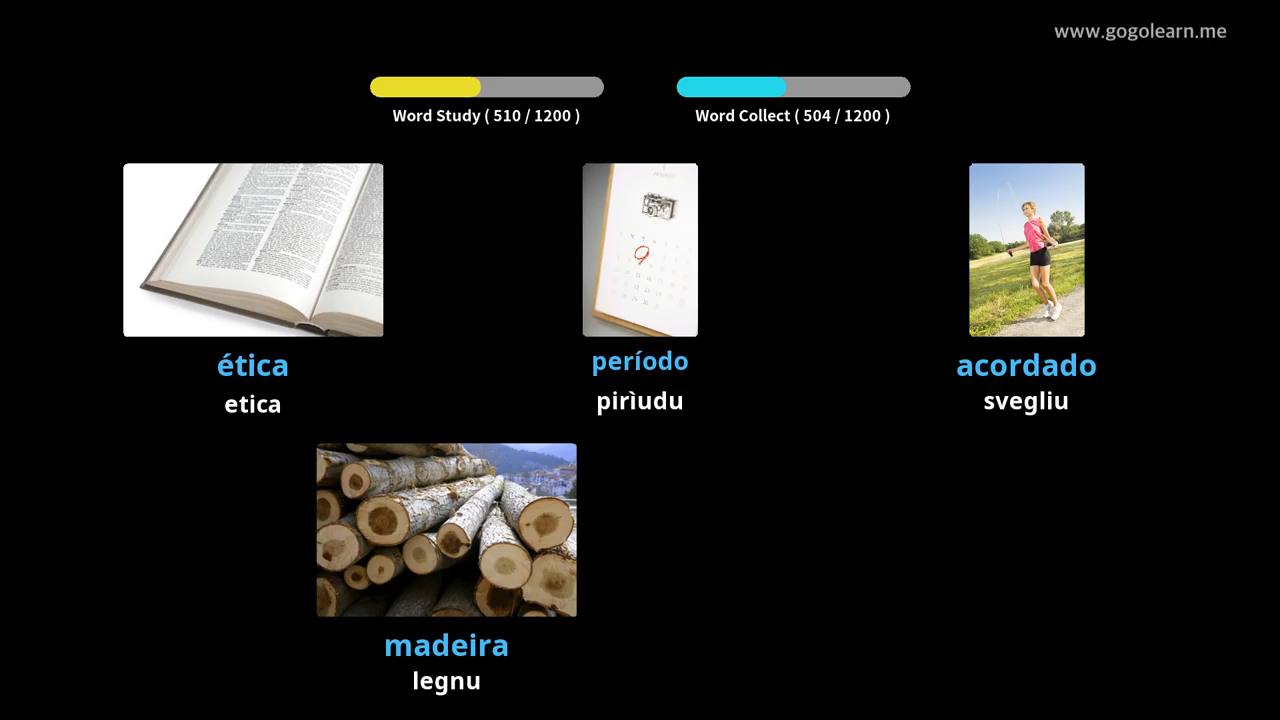 www.gogolearn.me
Word Study ( 510 / 1200 )
Word Collect ( 504 / 1200 )
ética
etica
período
pirìudu
acordado
svegliu
madeira
legnu